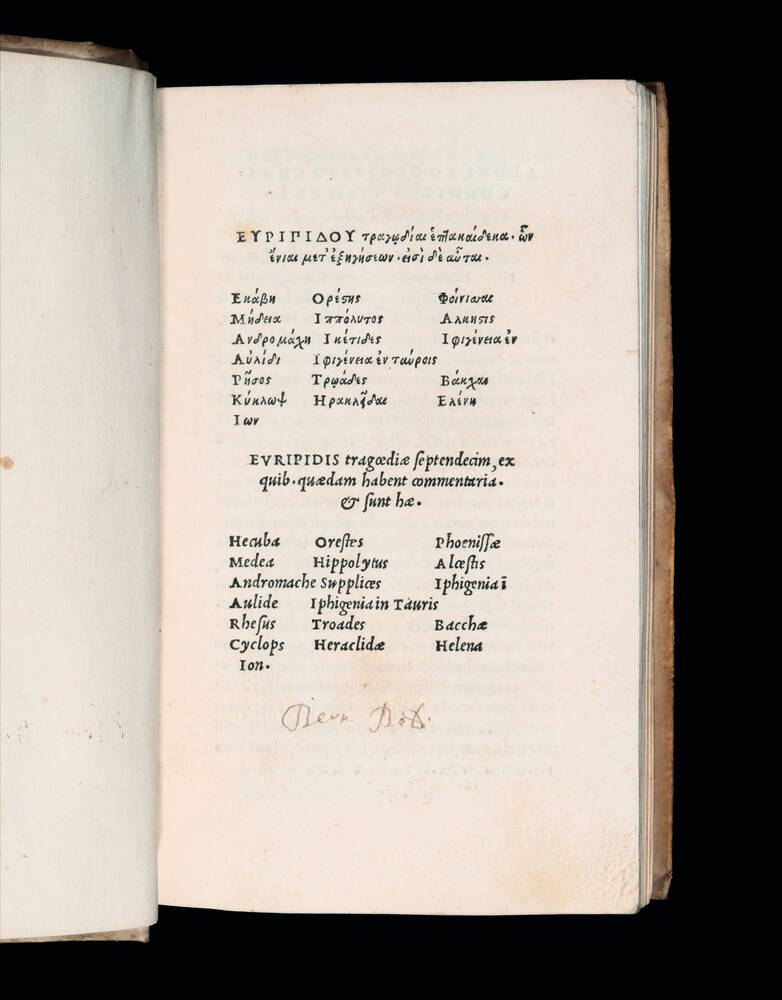 ΕΥΡΙΠΙΔΟΥ τραγῳδίαι ἑπτακαίδεκα· ὧν
ἔνιαι μετ' ἐξηγήσεων· εἰσὶ δὲ αὗται·
Εκάβη Ορέστης Φοίνισσαι
Μήδεια Ιππόλυτος Αλκηστις
Ανδρομάχη Ικέτιδες Ιφιγένεια ἐν
Αὐλίδι Ιφιγένεια ἐν ταύροις
Ρῆσος Τρωάδες Βάκχαι
Κύκλωψ Ηρακλεῖδαι Ελένη
Ιων
EVRIPIDIS tragœdiæ ſeptendecim, ex
quib. quædam habent commentaria.
& ſunt hæ.
Hecuba Oreſtes Phoeniſſæ
Medea Hippolytus Alceſtis
Andromache Supplices Iphigenia ī
Aulide Iphigenia in Tauris
Rheſus Troades Bacchæ
Cyclops Heraclidæ Helena
Ion.